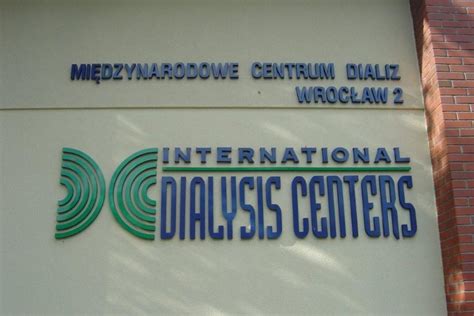 MIĘDZYNARODOWE CENTRUM DIALIZ
WROCŁAW 2
INTERNATIONAL
DIALYSIS CENTERS